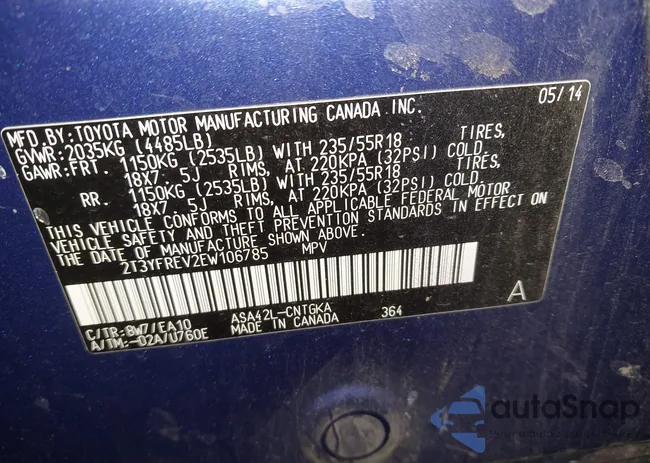 05/14
MFD. BY: TOYOTA MOTOR MANUFACTURING CANADA INC.
GVWR: 2035KG (4485LB)
GAWR: FRT. 1150KG (2535LB) WITH 235/55R18 TIRES,
18X7 5J RIMS, AT 220KPA (32PSI) COLD.
RR. 1150KG (2535LB) WITH 235/55R18 TIRES,
18X7 5J RIMS, AT 220KPA (32PSI) COLD.
THIS VEHICLE CONFORMS TO ALL APPLICABLE FEDERAL MOTOR
VEHICLE SAFETY AND THEFT PREVENTION STANDARDS IN EFFECT ON
THE DATE OF MANUFACTURE SHOWN ABOVE.
2T3YFREV2EW106785 MPV
C/TR: 8W7/EA10 ASA42L-CNTGKA 364 A
A/TM: -02A/U760E MADE IN CANADA
autoSnap